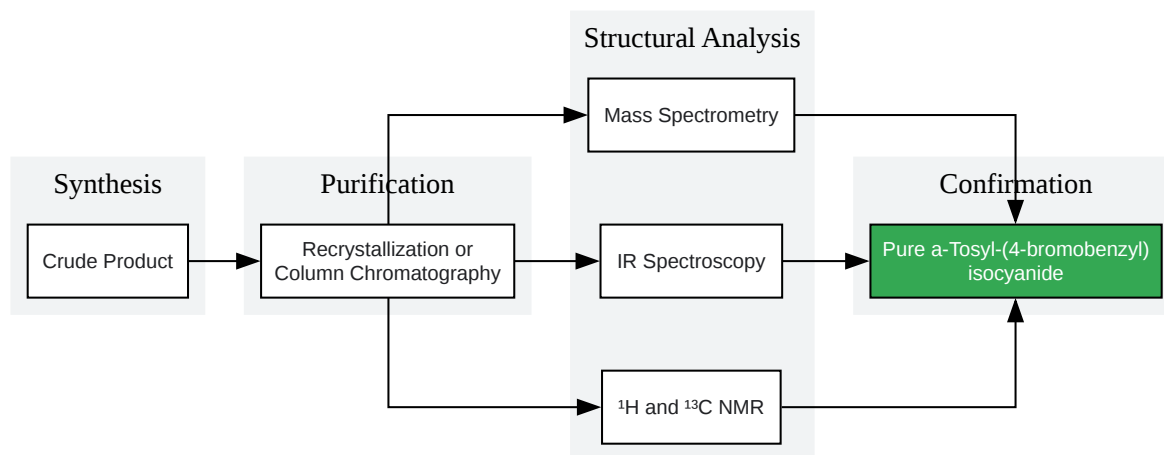 Structural Analysis
Mass Spectrometry
Synthesis
Purification
Confirmation
Crude Product
Recrystallization or
Column Chromatography
IR Spectroscopy
Pure a-Tosyl-(4-bromobenzyl)
isocyanide
¹H and ¹³C NMR